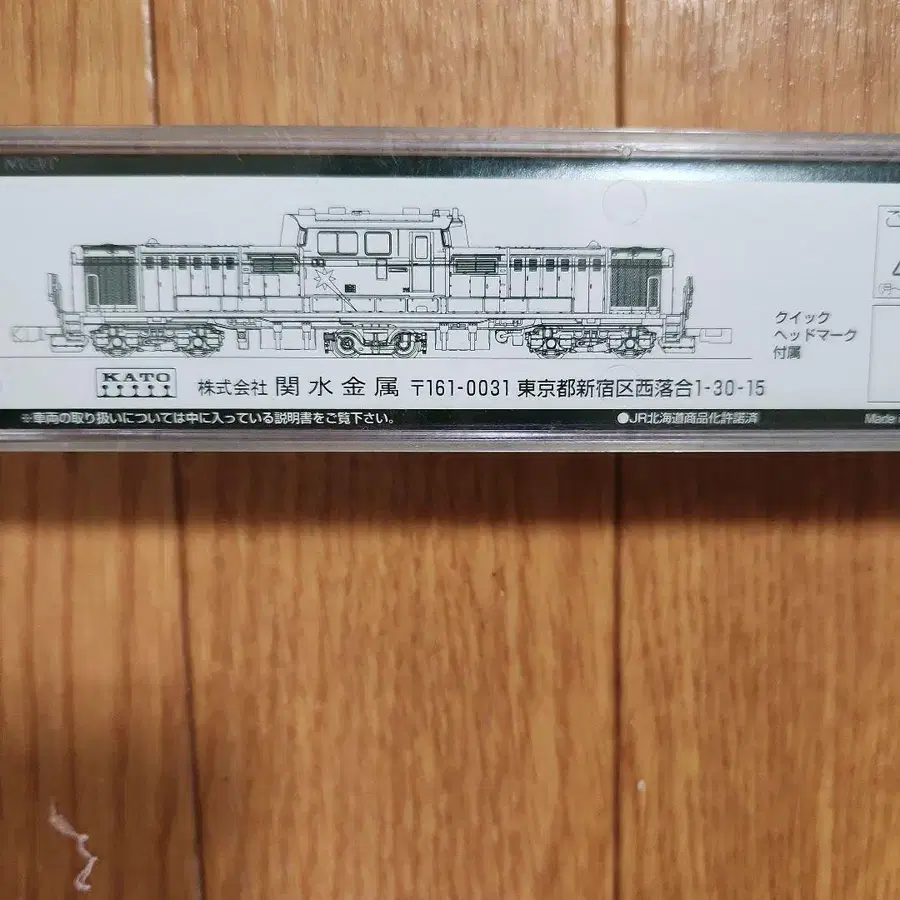 クイック
ヘッドマーク
付属
KATO 株式会社 関水金属 〒161-0031 東京都新宿区西落合1-30-15
※車両の取り扱いについては中に入っている説明書をご覧下さい。 ●JR北海道商品化許諾済 Made